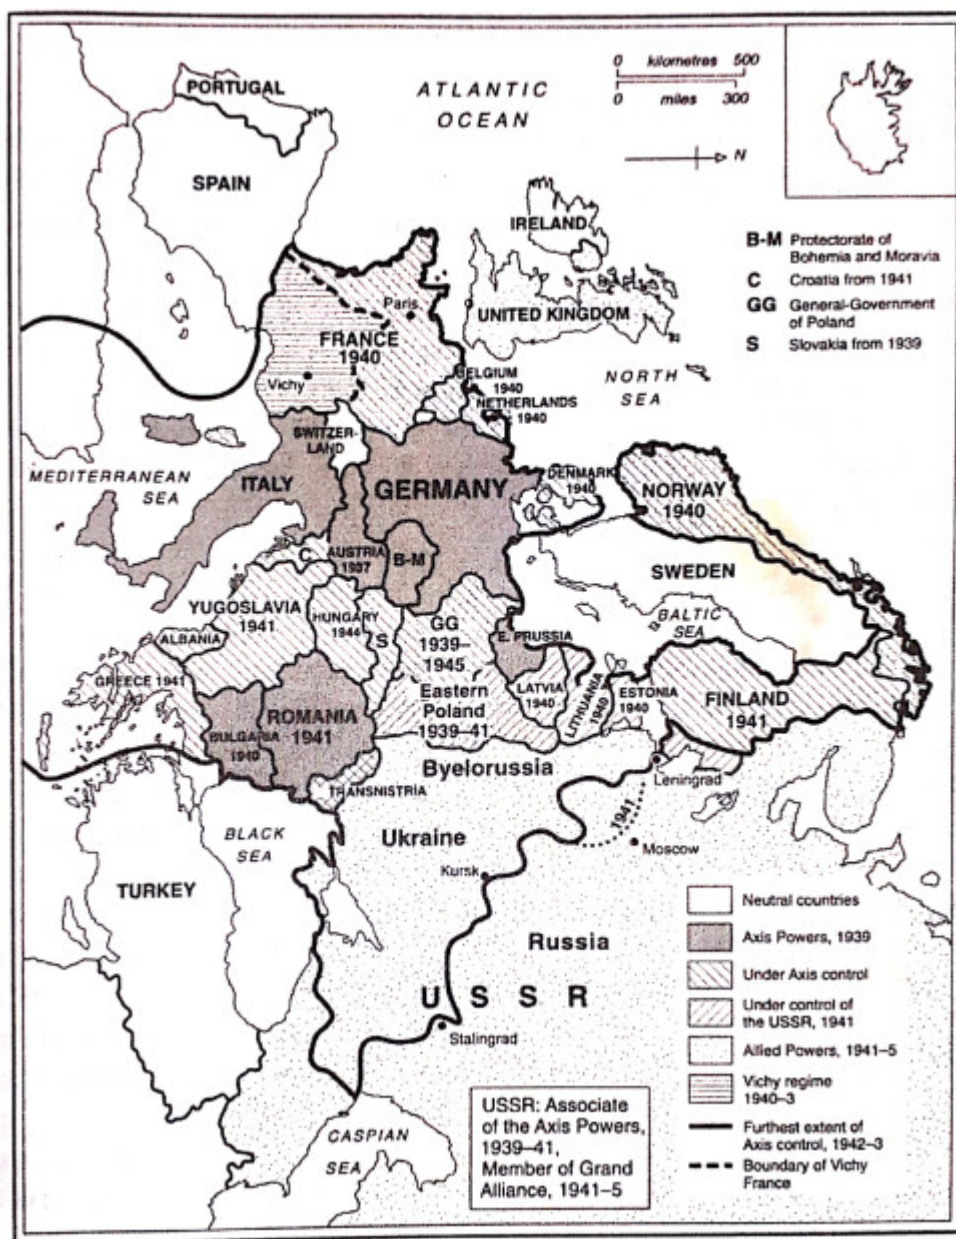 PORTUGAL
ATLANTIC
OCEAN
0 kilometres 500
0 miles 300
N
SPAIN
IRELAND
UNITED KINGDOM
B-M Protectorate of
Bohemia and Moravia
C Croatia from 1941
GG General-Government
of Poland
S Slovakia from 1939
Paris
FRANCE
1940
Vichy
BELGIUM
1940
NETHERLANDS
1940
NORTH
SEA
SWITZER-
LAND
MEDITERRANEAN
SEA
ITALY
GERMANY
DENMARK
1940
NORWAY
1940
C
AUSTRIA
1937
B-M
SWEDEN
YUGOSLAVIA
1941
HUNGARY
1944
S
GG
1939–
1945
BALTIC
SEA
ALBANIA
E. PRUSSIA
GREECE 1941
LATVIA
1940
LITHUANIA
1940
ESTONIA
1940
FINLAND
1941
Eastern
Poland
1939–41
ROMANIA
1941
BULGARIA
1940
Byelorussia
Leningrad
TRANSNISTRIA
1941
BLACK
SEA
Ukraine
Moscow
Kursk
TURKEY
Russia
USSR
Stalingrad
CASPIAN
SEA
Neutral countries
Axis Powers, 1939
Under Axis control
Under control of
the USSR, 1941
Allied Powers, 1941–5
Vichy regime
1940–3
Furthest extent of
Axis control, 1942–3
Boundary of Vichy
France
USSR: Associate
of the Axis Powers,
1939–41,
Member of Grand
Alliance, 1941–5